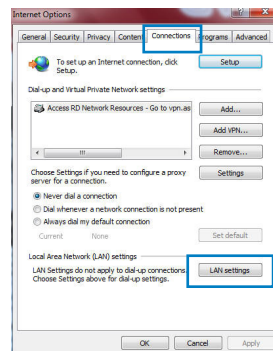 Internet Options
General Security Privacy Content Connections Programs Advanced
To set up an Internet connection, click
Setup.
Setup
Dial-up and Virtual Private Network settings
Access RD Network Resources - Go to vpn.as
Add...
Add VPN...
Remove...
Choose Settings if you need to configure a proxy
server for a connection.
Settings
Never dial a connection
Dial whenever a network connection is not present
Always dial my default connection
Current None
Set default
Local Area Network (LAN) settings
LAN Settings do not apply to dial-up connections.
Choose Settings above for dial-up settings.
LAN settings
OK Cancel Apply